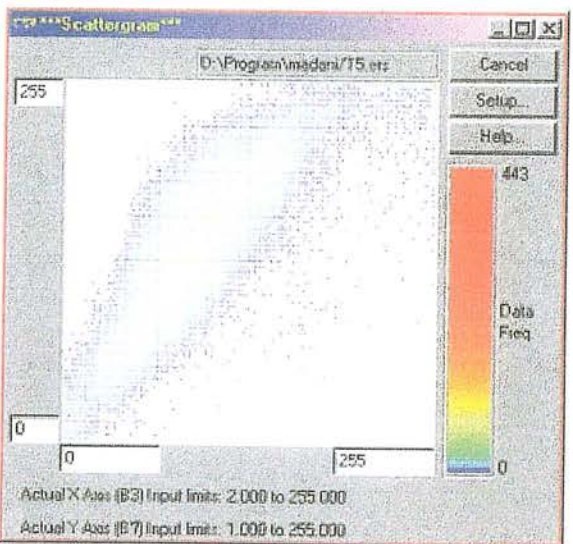 ***Scattergram***
D:\Program\madani/T5.ers
Cancel
Setup...
Help...
255
443
Data
Freq
0
0
0
255
Actual X Axis (B3) Input limits: 2.000 to 255.000
Actual Y Axis (B7) Input limits: 1.000 to 255.000